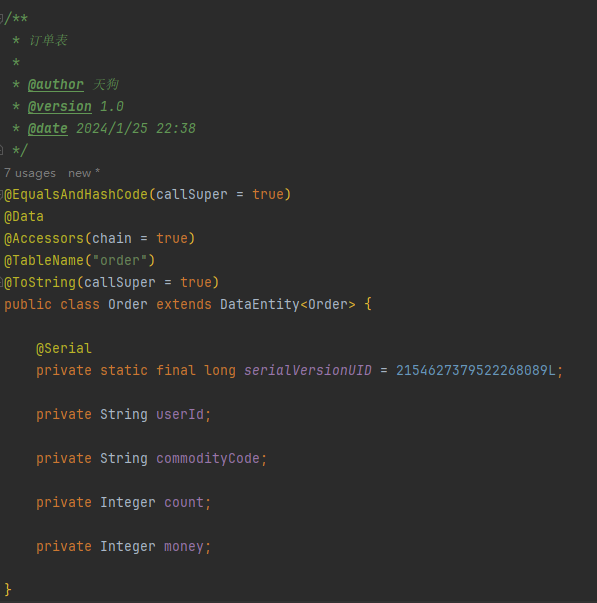 /**
 * 订单表
 *
 * @author 天狗
 * @version 1.0
 * @date 2024/1/25 22:38
 */
7 usages new *
@EqualsAndHashCode(callSuper = true)
@Data
@Accessors(chain = true)
@TableName("order")
@ToString(callSuper = true)
public class Order extends DataEntity<Order> {
@Serial
private static final long serialVersionUID = 2154627379522268089L;
private String userId;
private String commodityCode;
private Integer count;
private Integer money;
}